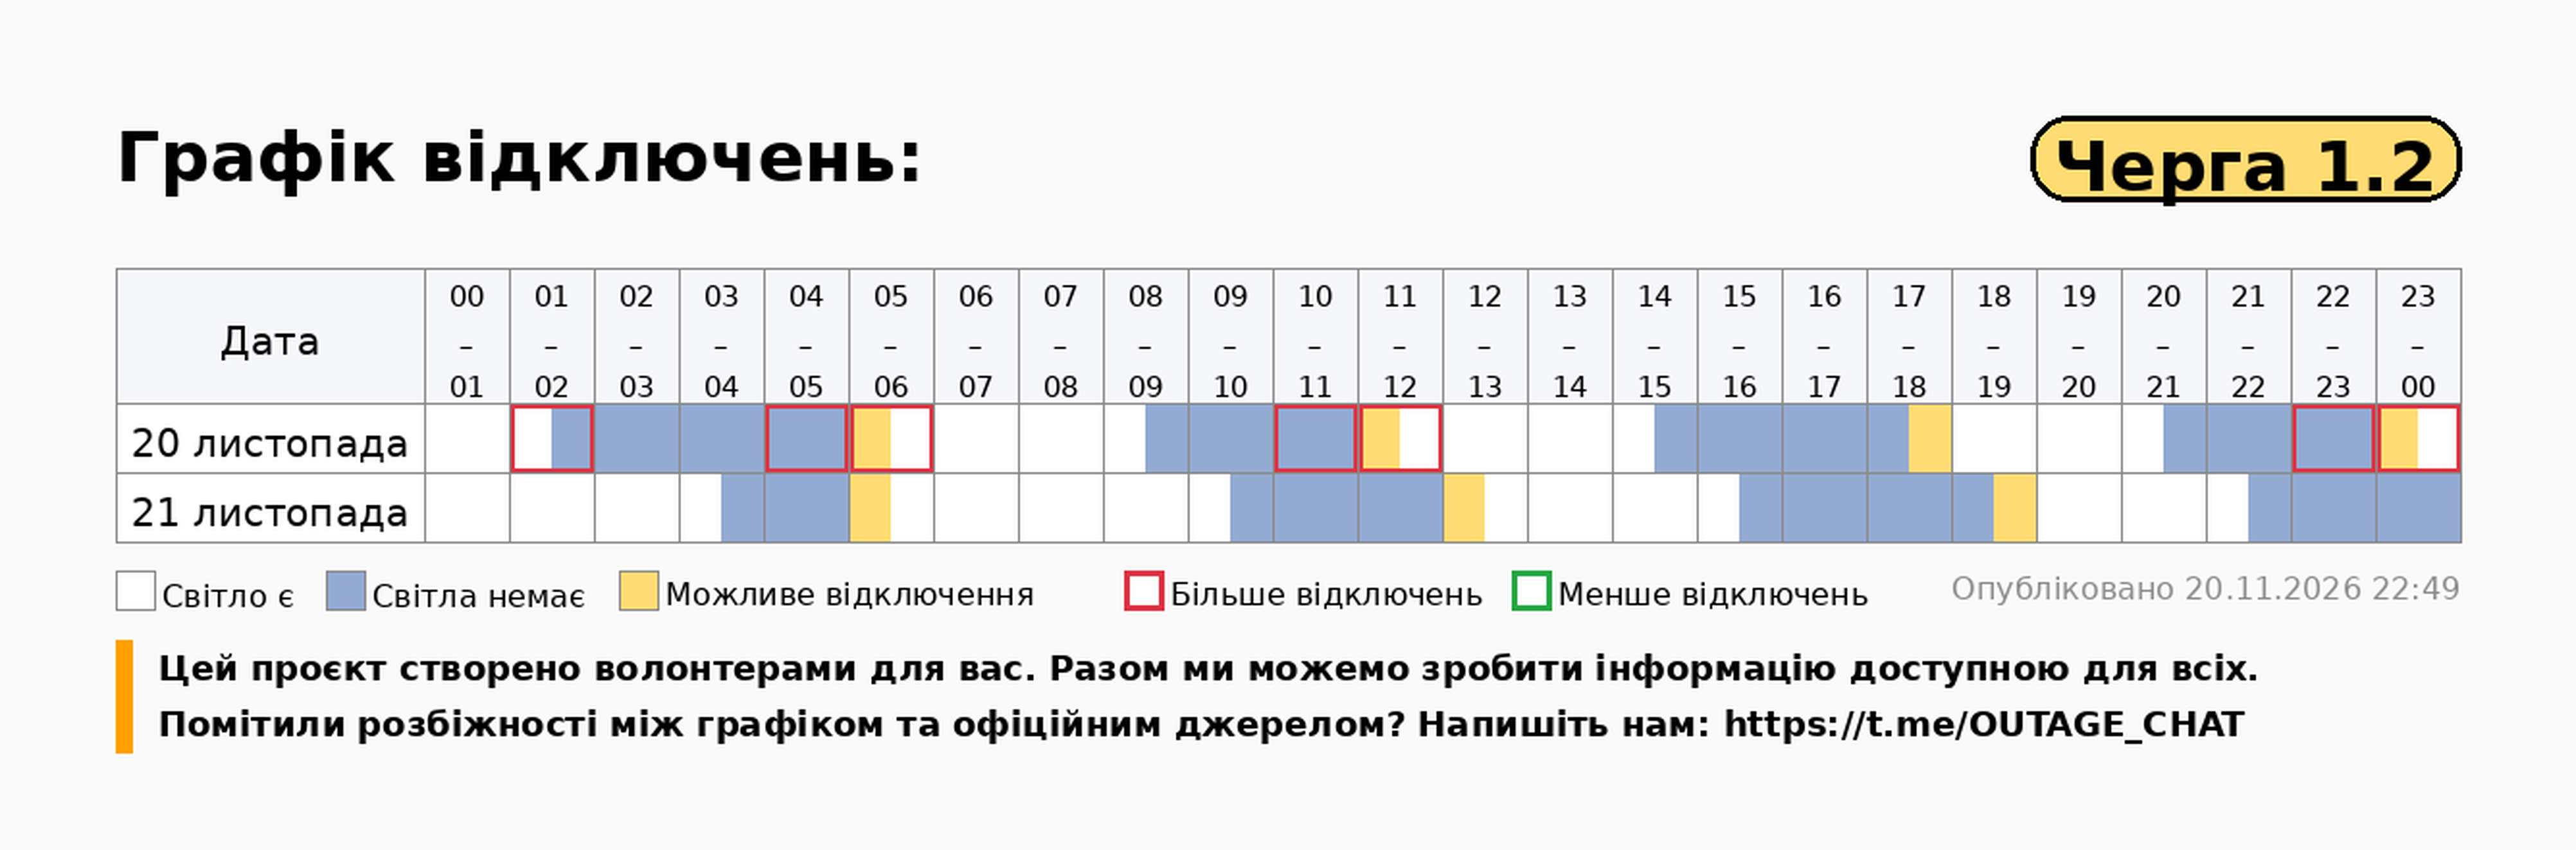 Графік відключень:
Черга 1.2
Дата
00 – 01
01 – 02
02 – 03
03 – 04
04 – 05
05 – 06
06 – 07
07 – 08
08 – 09
09 – 10
10 – 11
11 – 12
12 – 13
13 – 14
14 – 15
15 – 16
16 – 17
17 – 18
18 – 19
19 – 20
20 – 21
21 – 22
22 – 23
23 – 00
20 листопада
21 листопада
Світло є
Світла немає
Можливе відключення
Більше відключень
Менше відключень
Опубліковано 20.11.2026 22:49
Цей проєкт створено волонтерами для вас. Разом ми можемо зробити інформацію доступною для всіх.
Помітили розбіжності між графіком та офіційним джерелом? Напишіть нам: https://t.me/OUTAGE_CHAT